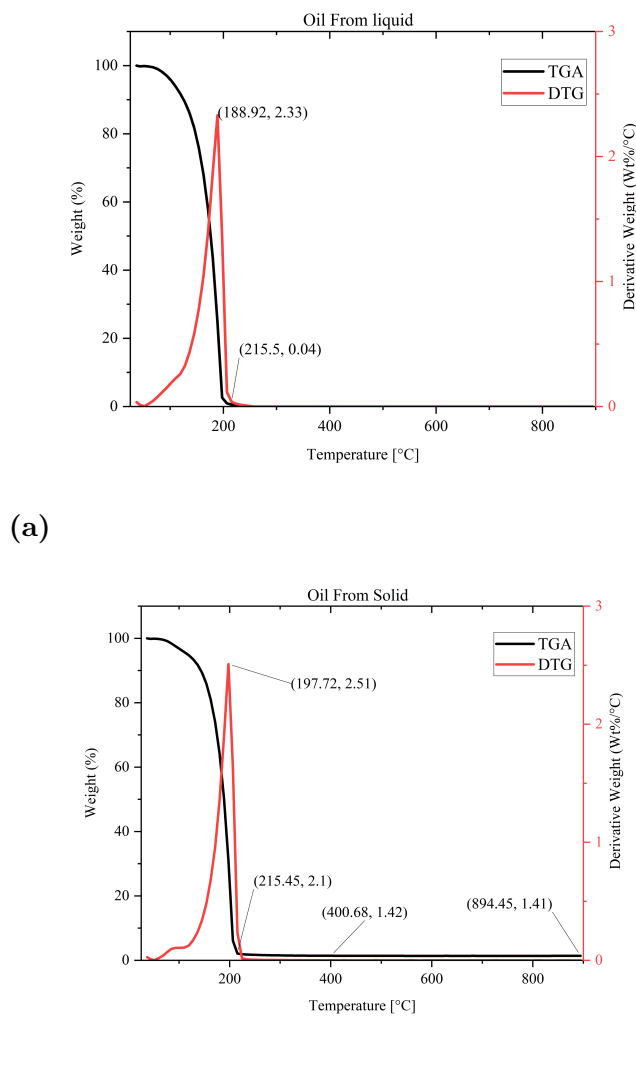 Oil From liquid
3
100
TGA
DTG
(188.92, 2.33)
80
2
Weight (%)
60
Derivative Weight (Wt%/°C)
40
1
20
(215.5, 0.04)
0
0
200
400
600
800
Temperature [°C]
(a)
Oil From Solid
3
100
TGA
DTG
(197.72, 2.51)
80
2
Weight (%)
60
Derivative Weight (Wt%/°C)
40
1
20
(215.45, 2.1)
(400.68, 1.42)
(894.45, 1.41)
0
0
200
400
600
800
Temperature [°C]